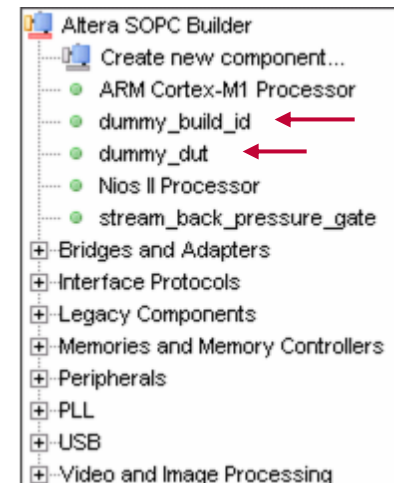 Altera SOPC Builder
Create new component...
ARM Cortex-M1 Processor
dummy_build_id
dummy_dut
Nios II Processor
stream_back_pressure_gate
Bridges and Adapters
Interface Protocols
Legacy Components
Memories and Memory Controllers
Peripherals
PLL
USB
Video and Image Processing